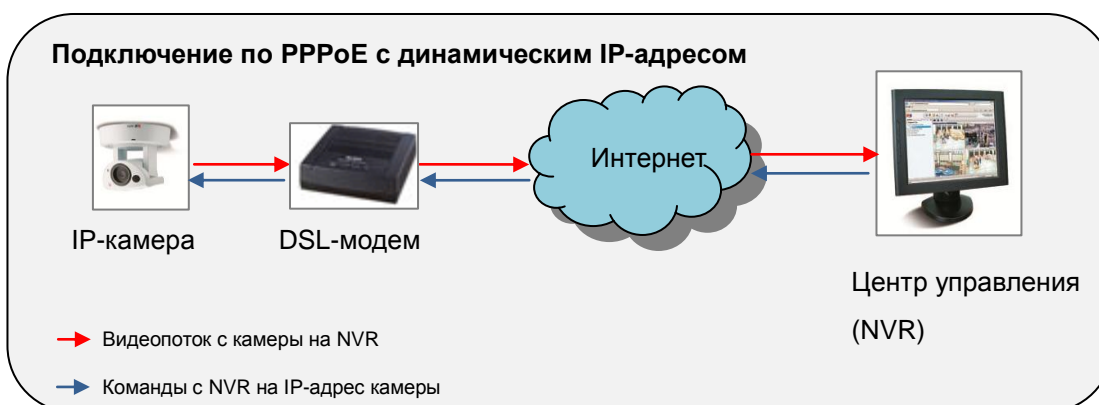 Подключение по PPPoE с динамическим IP-адресом
Интернет
IP-камера
DSL-модем
Центр управления
(NVR)
Видеопоток с камеры на NVR
Команды с NVR на IP-адрес камеры